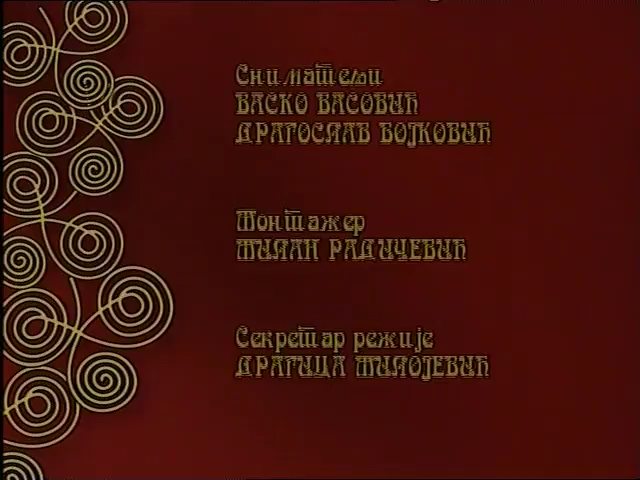 Сниматељи
ВАСКО ВАСОВИЋ
ДРАГОСЛАВ БОЈКОВИЋ
Монтажер
МИЛАН РАДИЧЕВИЋ
Секретар режије
ДРАГИЦА МИЛОЈЕВИЋ